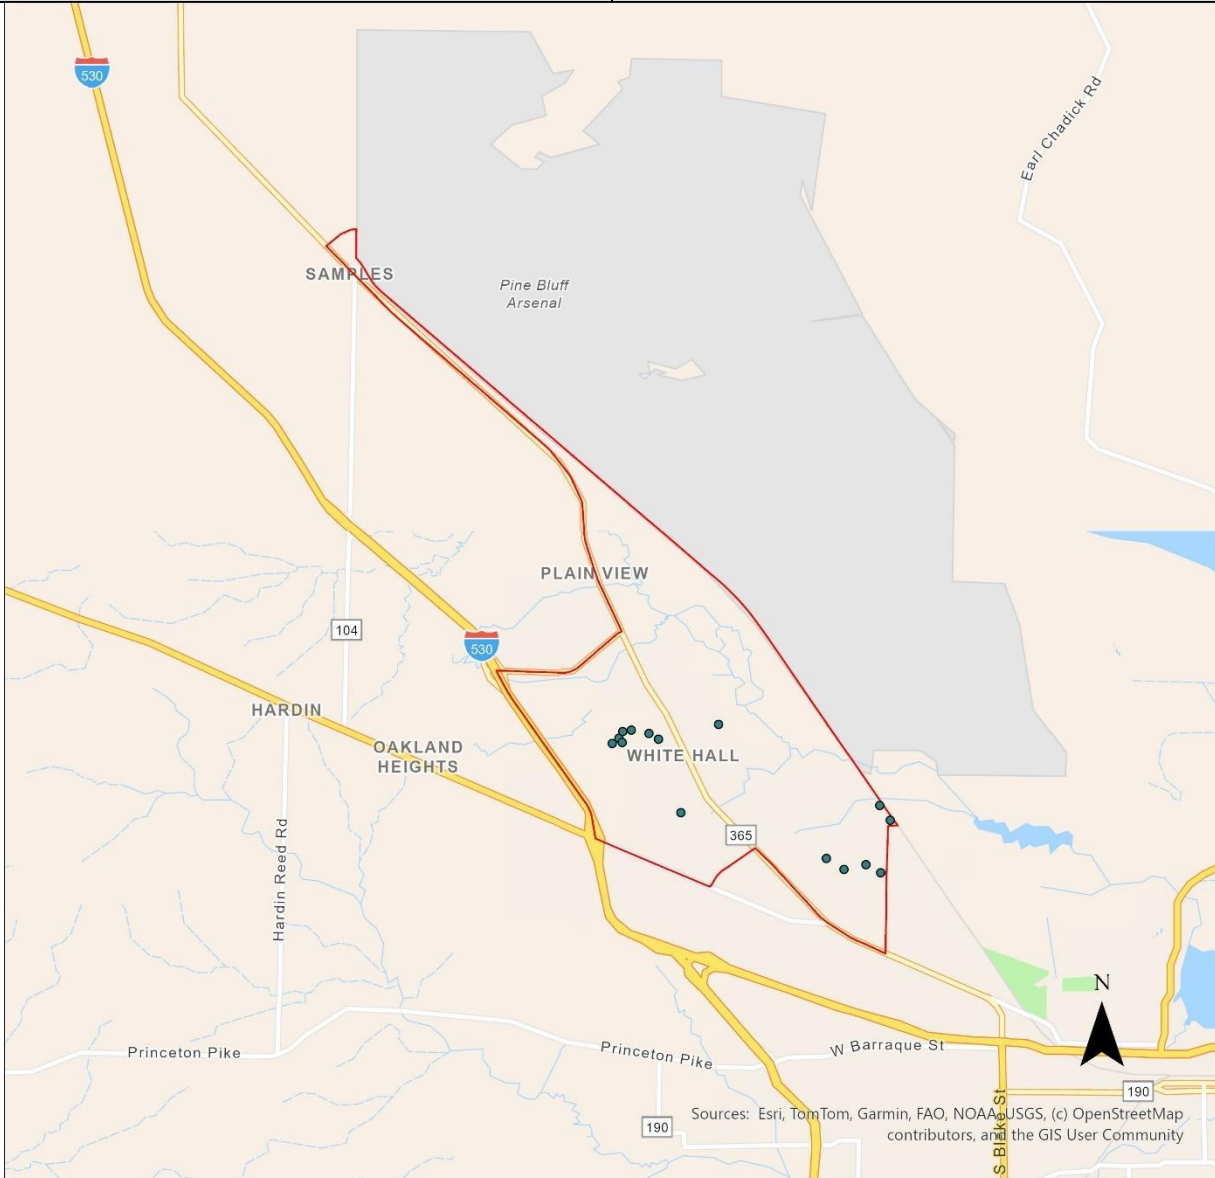 530
Earl Chadick Rd
SAMPLES
Pine Bluff
Arsenal
PLAIN VIEW
104
530
HARDIN
OAKLAND
HEIGHTS
WHITE HALL
365
Hardin Reed Rd
N
Princeton Pike
Princeton Pike
W Barraque St
190
190
S Blake St
Sources: Esri, TomTom, Garmin, FAO, NOAA, USGS, (c) OpenStreetMap
contributors, and the GIS User Community